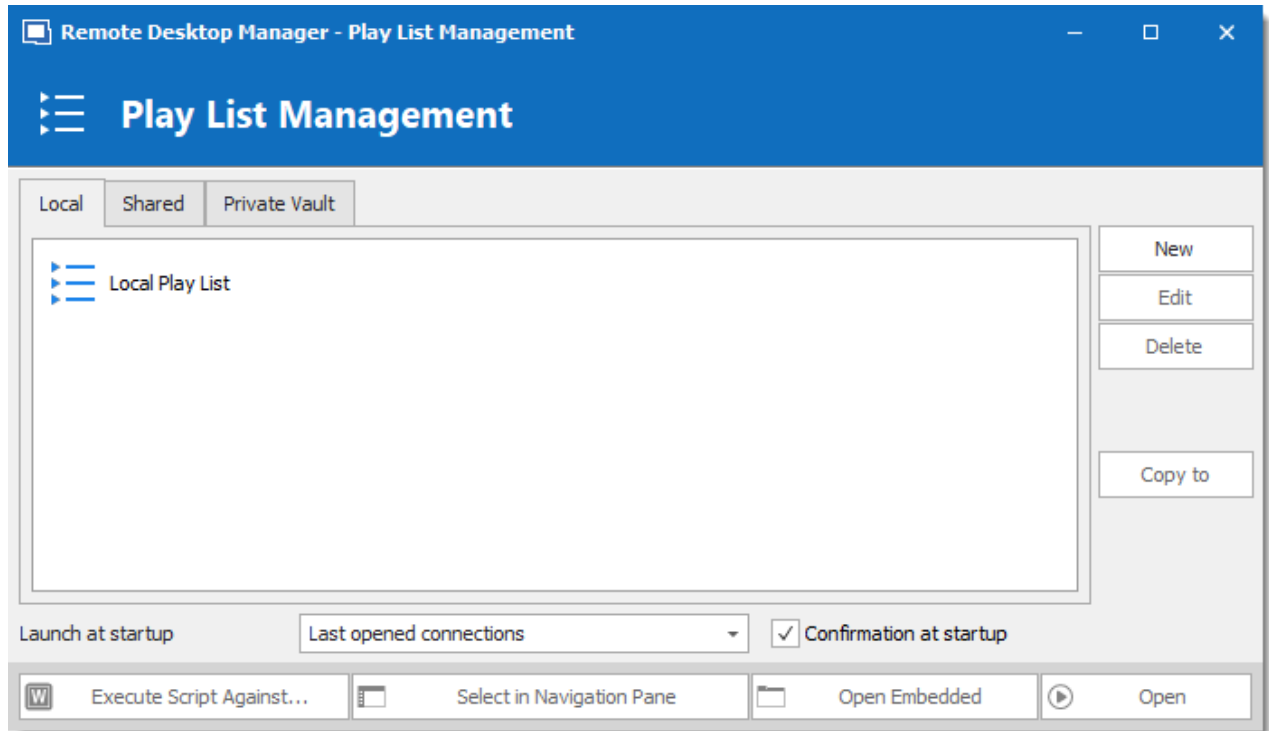 Remote Desktop Manager - Play List Management
Play List Management
Local Shared Private Vault
Local Play List
New
Edit
Delete
Copy to
Launch at startup Last opened connections Confirmation at startup
W Execute Script Against... Select in Navigation Pane Open Embedded Open